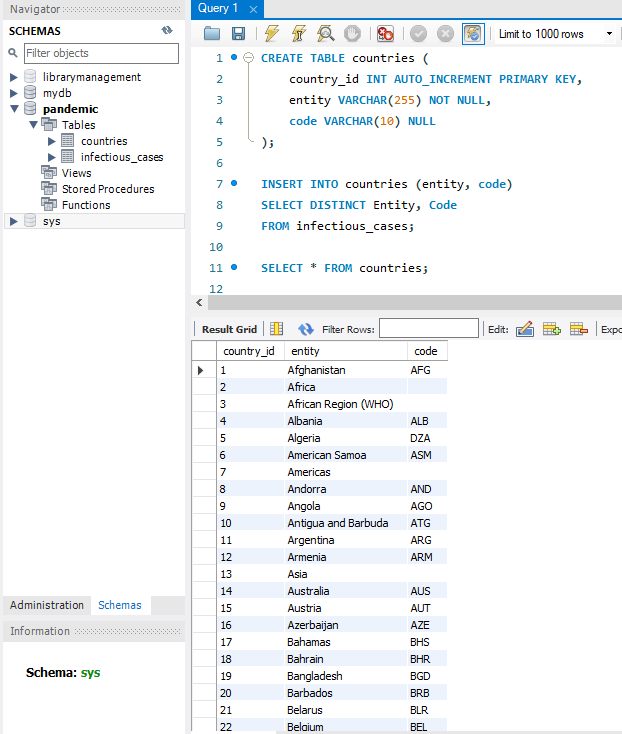 Navigator
SCHEMAS
Filter objects
librarymanagement
mydb
pandemic
Tables
countries
infectious_cases
Views
Stored Procedures
Functions
sys
Administration Schemas
Information
Schema: sys
Query 1
Limit to 1000 rows
1 CREATE TABLE countries (
2 country_id INT AUTO_INCREMENT PRIMARY KEY,
3 entity VARCHAR(255) NOT NULL,
4 code VARCHAR(10) NULL
5 );
6
7 INSERT INTO countries (entity, code)
8 SELECT DISTINCT Entity, Code
9 FROM infectious_cases;
10
11 SELECT * FROM countries;
12
Result Grid Filter Rows: Edit: Expo
country_id entity code
1 Afghanistan AFG
2 Africa
3 African Region (WHO)
4 Albania ALB
5 Algeria DZA
6 American Samoa ASM
7 Americas
8 Andorra AND
9 Angola AGO
10 Antigua and Barbuda ATG
11 Argentina ARG
12 Armenia ARM
13 Asia
14 Australia AUS
15 Austria AUT
16 Azerbaijan AZE
17 Bahamas BHS
18 Bahrain BHR
19 Bangladesh BGD
20 Barbados BRB
21 Belarus BLR
22 Belgium BEL